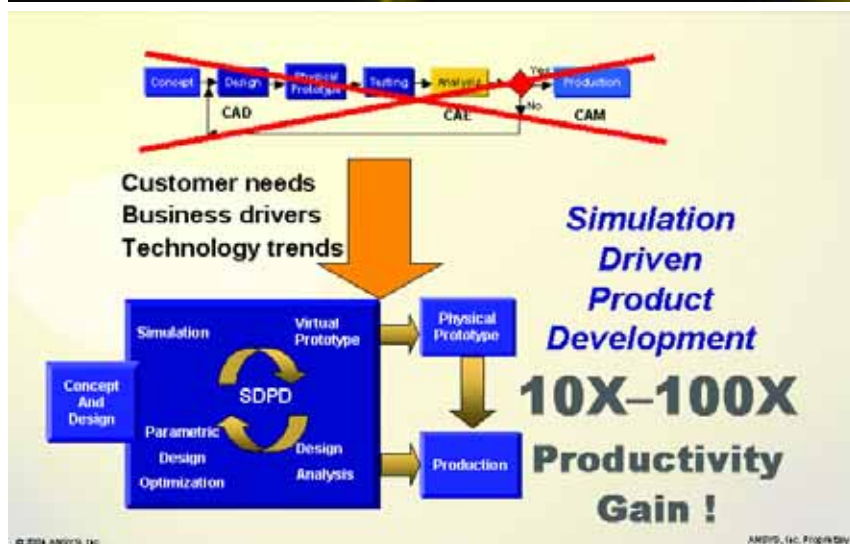 Concept
Design
Physical
Prototype
Testing
Analysis
Yes
Production
No
CAD
CAE
CAM
Customer needs
Business drivers
Technology trends
Simulation
Driven
Product
Development
10X–100X
Productivity
Gain !
Concept
And
Design
Simulation
Virtual
Prototype
SDPD
Parametric
Design
Optimization
Design
Analysis
Physical
Prototype
Production
ANSYS, Inc. Proprietary